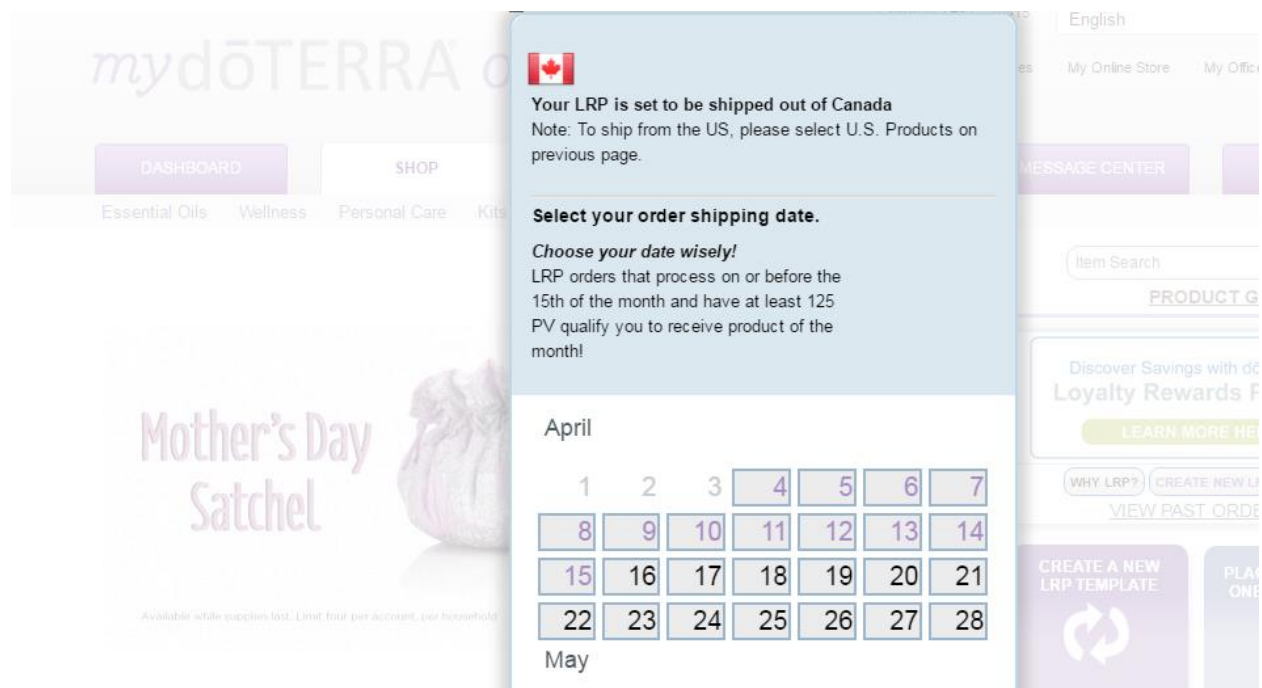 English
mydōTERRA
My Online Store
My Offic
Your LRP is set to be shipped out of Canada
Note: To ship from the US, please select U.S. Products on
previous page.
DASHBOARD
SHOP
MESSAGE CENTER
Essential Oils
Wellness
Personal Care
Kits
Select your order shipping date.
Choose your date wisely!
LRP orders that process on or before the
15th of the month and have at least 125
PV qualify you to receive product of the
month!
Item Search
PRODUCT G
Discover Savings with dō
Loyalty Rewards P
LEARN MORE HE
Mother's Day
Satchel
Available while supplies last. Limit four per account, per household.
April
1 2 3 4 5 6 7
8 9 10 11 12 13 14
15 16 17 18 19 20 21
22 23 24 25 26 27 28
May
WHY LRP?
CREATE NEW L
VIEW PAST ORDE
CREATE A NEW
LRP TEMPLATE
PLA
ONE